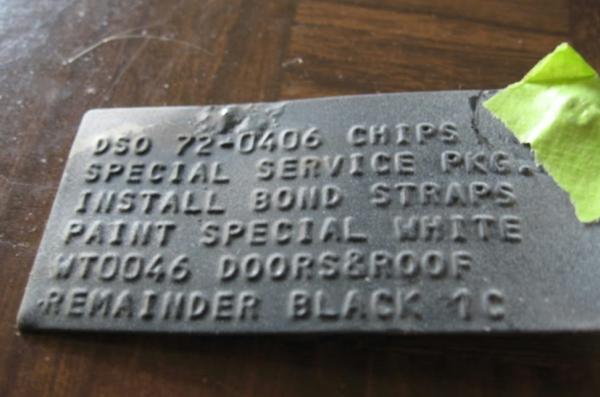 DSO 72-0406 CHIPS
SPECIAL SERVICE PKG.
INSTALL BOND STRAPS
PAINT SPECIAL WHITE
WT0046 DOORS&ROOF
REMAINDER BLACK 1C